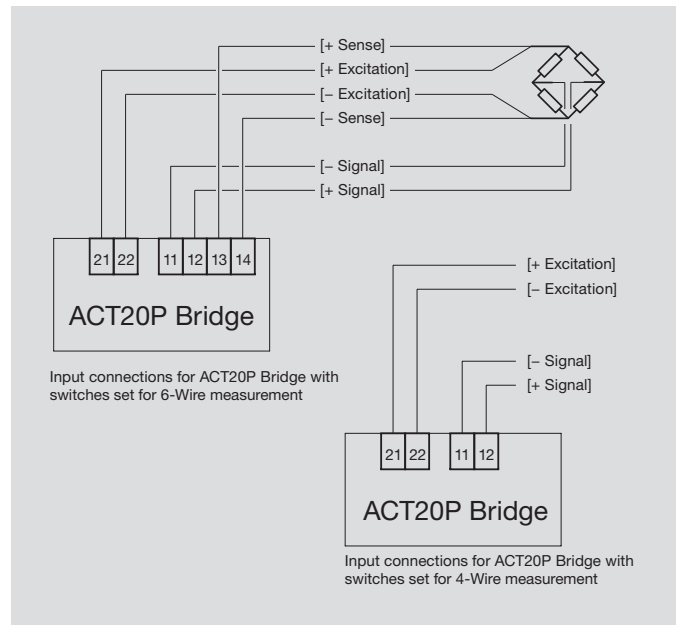 [+ Sense]
[+ Excitation]
[− Excitation]
[− Sense]
[− Signal]
[+ Signal]
21 22 11 12 13 14
ACT20P Bridge
Input connections for ACT20P Bridge with
switches set for 6-Wire measurement
[+ Excitation]
[− Excitation]
[− Signal]
[+ Signal]
21 22 11 12
ACT20P Bridge
Input connections for ACT20P Bridge with
switches set for 4-Wire measurement